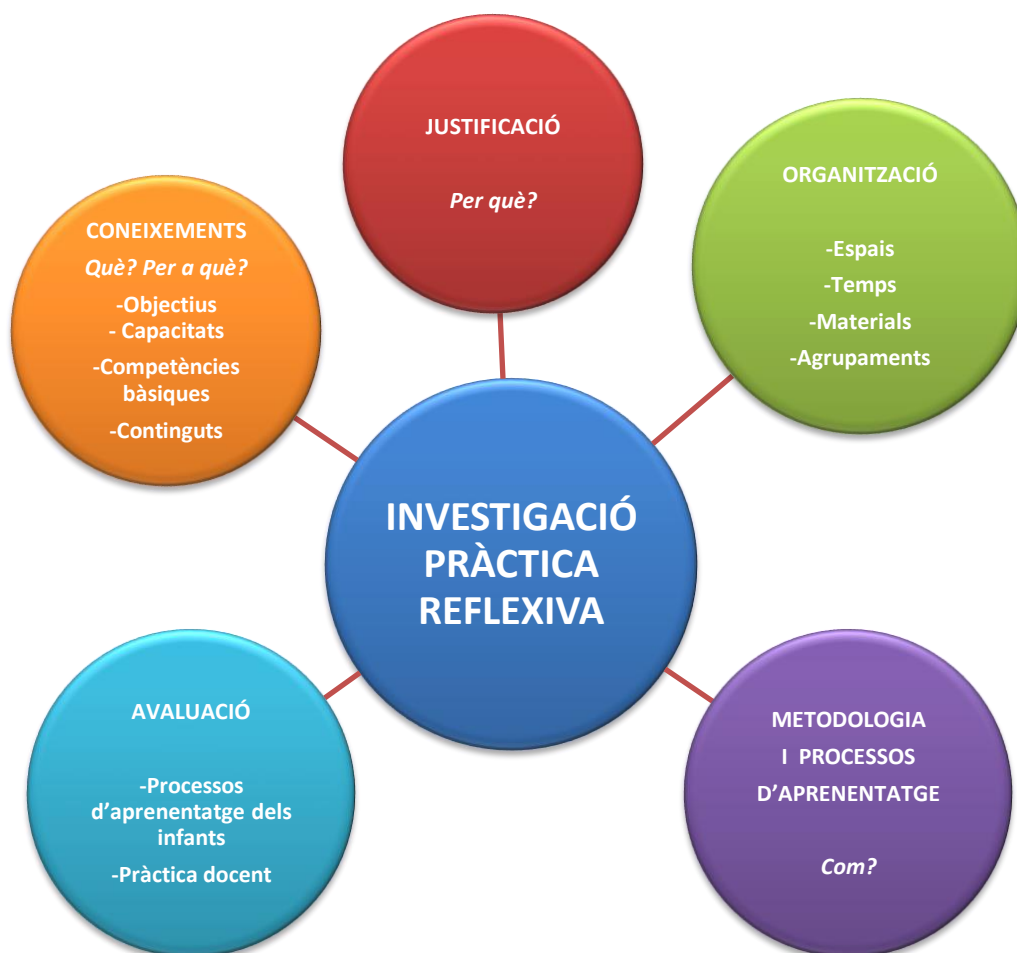 JUSTIFICACIÓ
Per què?
ORGANITZACIÓ
-Espais
-Temps
-Materials
-Agrupaments
CONEIXEMENTS
Què? Per a què?
-Objectius
- Capacitats
-Competències
bàsiques
-Continguts
INVESTIGACIÓ
PRÀCTICA
REFLEXIVA
AVALUACIÓ
-Processos
d’aprenentatge dels
infants
-Pràctica docent
METODOLOGIA
I PROCESSOS
D’APRENENTATGE
Com?